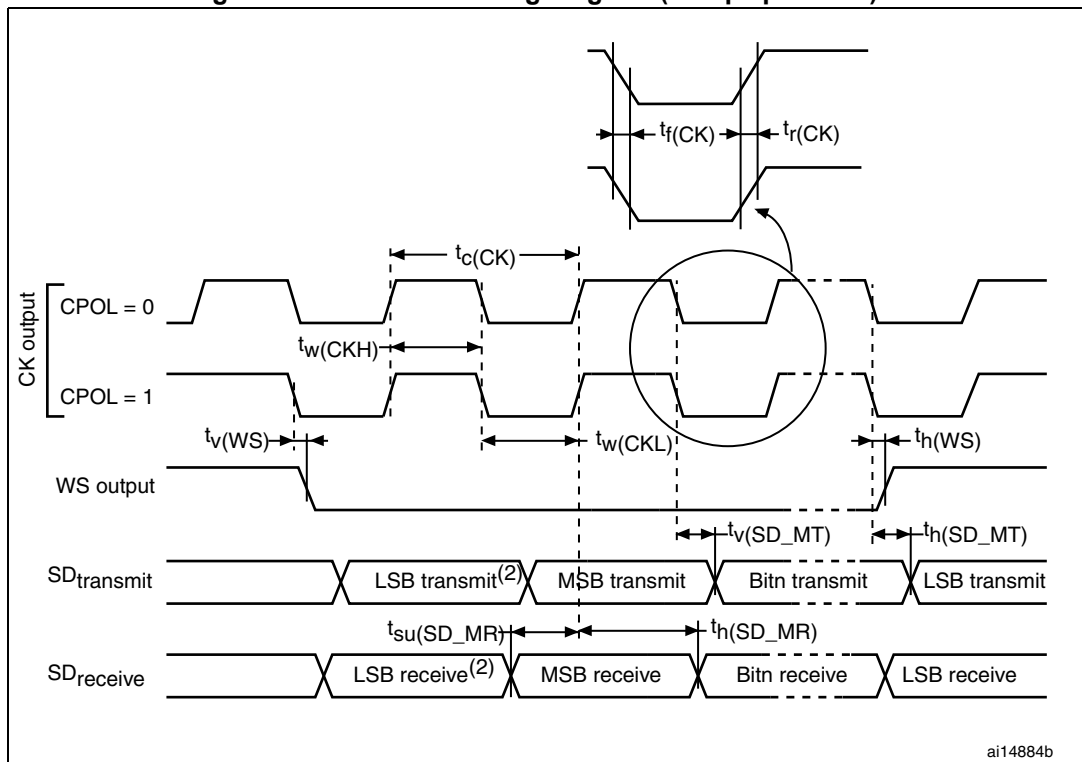 tf(CK)
tr(CK)
tc(CK)
CK output
CPOL = 0
tw(CKH)
CPOL = 1
tv(WS)
tw(CKL)
th(WS)
WS output
tv(SD_MT)
th(SD_MT)
SDtransmit
LSB transmit(2)
MSB transmit
Bitn transmit
LSB transmit
tsu(SD_MR)
th(SD_MR)
SDreceive
LSB receive(2)
MSB receive
Bitn receive
LSB receive
ai14884b